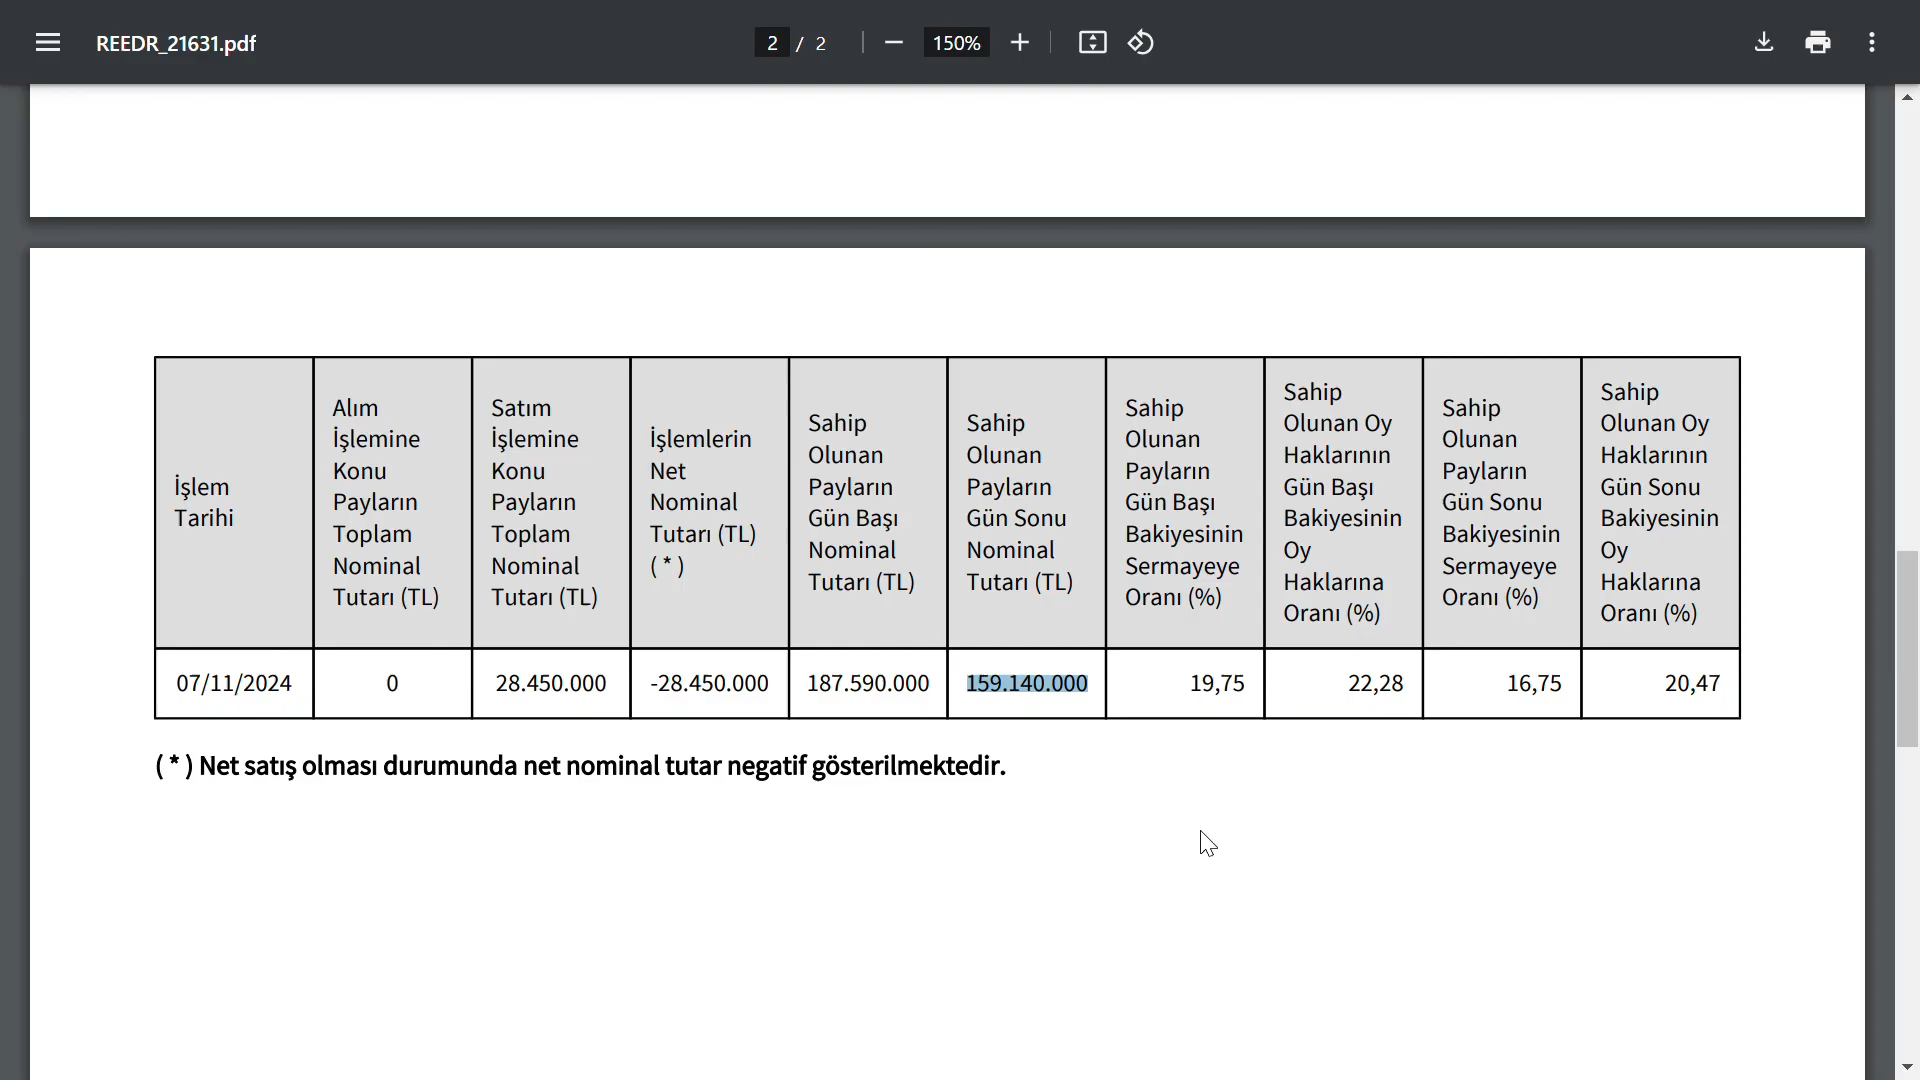 REEDR_21631.pdf
2 / 2
150%
İşlem
Tarihi
Alım
İşlemine
Konu
Payların
Toplam
Nominal
Tutarı (TL)
Satım
İşlemine
Konu
Payların
Toplam
Nominal
Tutarı (TL)
İşlemlerin
Net
Nominal
Tutarı (TL)
( * )
Sahip
Olunan
Payların
Gün Başı
Nominal
Tutarı (TL)
Sahip
Olunan
Payların
Gün Sonu
Nominal
Tutarı (TL)
Sahip
Olunan
Payların
Gün Başı
Bakiyesinin
Sermayeye
Oranı (%)
Sahip
Olunan Oy
Haklarının
Gün Başı
Bakiyesinin
Oy
Haklarına
Oranı (%)
Sahip
Olunan
Payların
Gün Sonu
Bakiyesinin
Sermayeye
Oranı (%)
Sahip
Olunan Oy
Haklarının
Gün Sonu
Bakiyesinin
Oy
Haklarına
Oranı (%)
07/11/2024 0 28.450.000 -28.450.000 187.590.000 159.140.000 19,75 22,28 16,75 20,47
( * ) Net satış olması durumunda net nominal tutar negatif gösterilmektedir.